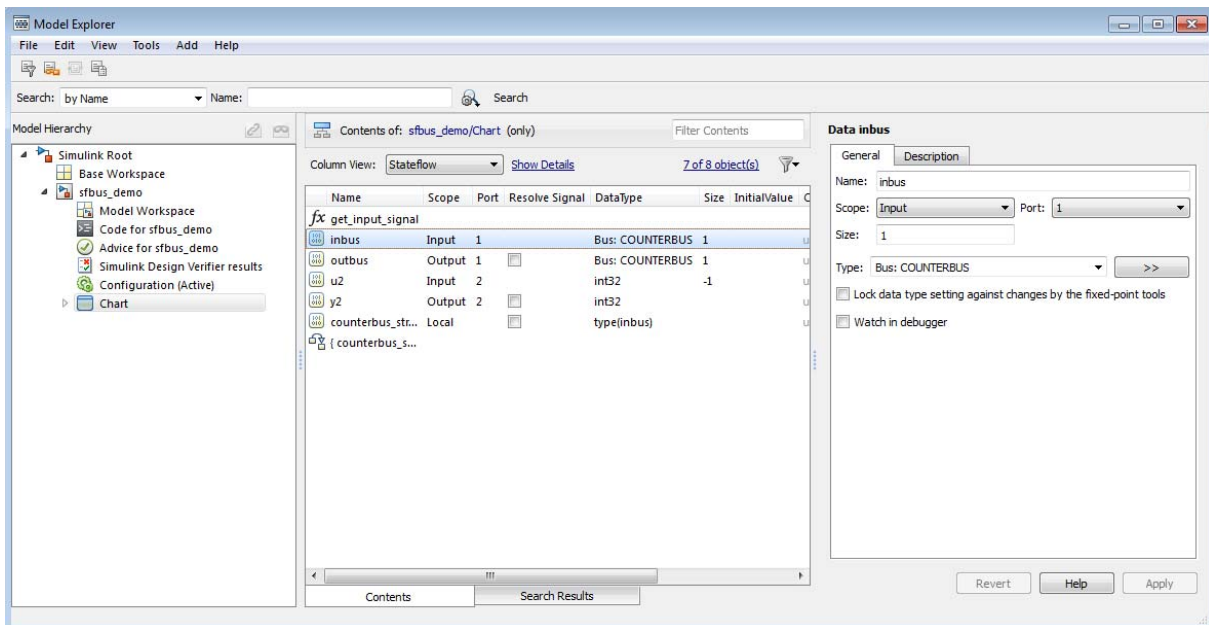 Model Explorer
File Edit View Tools Add Help
Search: by Name Name: Search
Model Hierarchy
Simulink Root
Base Workspace
sfbus_demo
Model Workspace
Code for sfbus_demo
Advice for sfbus_demo
Simulink Design Verifier results
Configuration (Active)
Chart
Contents of: sfbus_demo/Chart (only) Filter Contents
Column View: Stateflow Show Details 7 of 8 object(s)
Name Scope Port Resolve Signal DataType Size InitialValue C
fx get_input_signal
inbus Input 1 Bus: COUNTERBUS 1 u
outbus Output 1 Bus: COUNTERBUS 1 u
u2 Input 2 int32 -1 u
y2 Output 2 int32 u
counterbus_str... Local type(inbus) u
{ counterbus_s...
Contents Search Results
Data inbus
General Description
Name: inbus
Scope: Input Port: 1
Size: 1
Type: Bus: COUNTERBUS >>
Lock data type setting against changes by the fixed-point tools
Watch in debugger
Revert Help Apply